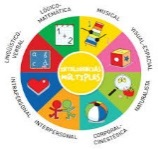 LÓGICO-
MATEMÁTICA
MUSICAL
VISUAL-ESPACIAL
NATURALISTA
CORPORAL-
CINESTÉSICA
INTERPERSONAL
INTRAPERSONAL
LINGÜÍSTICO-
VERBAL
INTELIGENCIAS
MÚLTIPLES